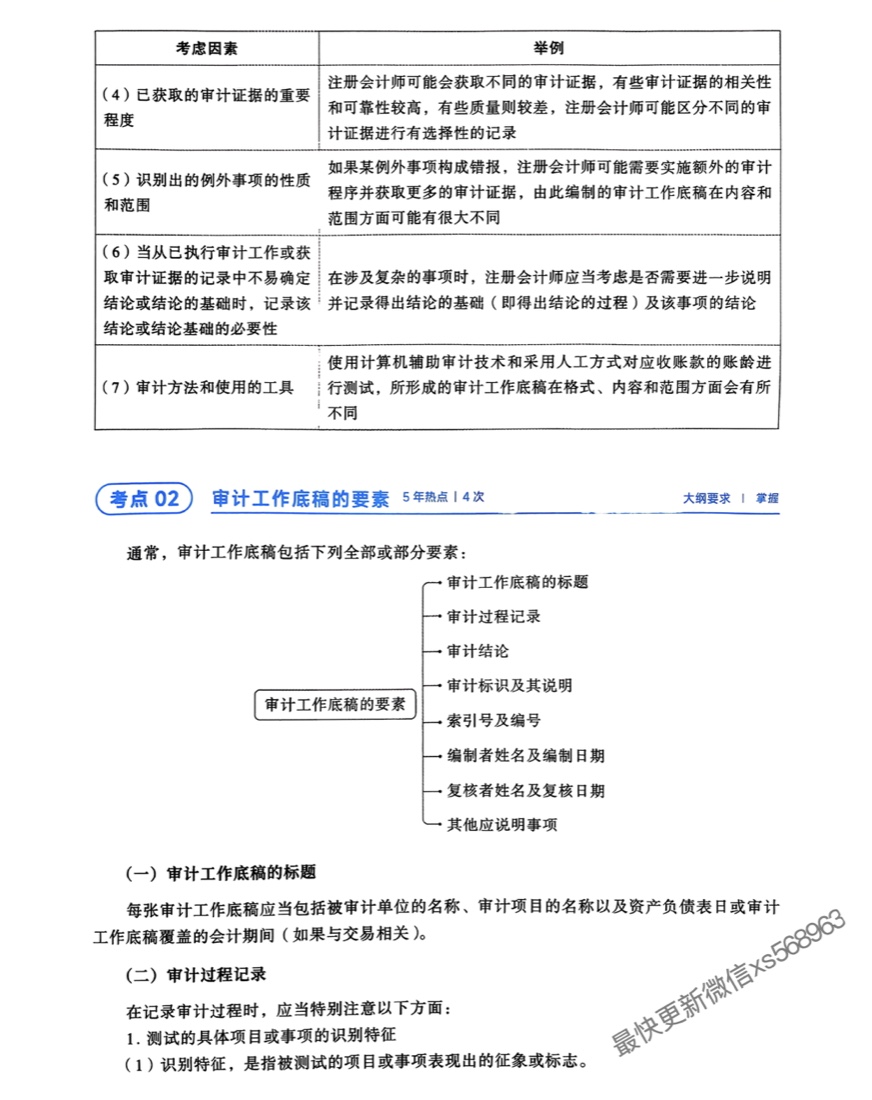 考虑因素 举例
(4)已获取的审计证据的重要
程度
注册会计师可能会获取不同的审计证据，有些审计证据的相关性
和可靠性较高，有些质量则较差，注册会计师可能区分不同的审
计证据进行有选择性的记录
(5)识别出的例外事项的性质
和范围
如果某例外事项构成错报，注册会计师可能需要实施额外的审计
程序并获取更多的审计证据，由此编制的审计工作底稿在内容和
范围方面可能有很大不同
(6)当从已执行审计工作或获
取审计证据的记录中不易确定
结论或结论的基础时，记录该
结论或结论基础的必要性
在涉及复杂的事项时，注册会计师应当考虑是否需要进一步说明
并记录得出结论的基础(即得出结论的过程)及该事项的结论
(7)审计方法和使用的工具
使用计算机辅助审计技术和采用人工方式对应收账款的账龄进
行测试，所形成的审计工作底稿在格式、内容和范围方面会有所
不同
考点 02 审计工作底稿的要素 5年热点|4次 大纲要求 | 掌握
通常，审计工作底稿包括下列全部或部分要素：
审计工作底稿的要素
审计工作底稿的标题
审计过程记录
审计结论
审计标识及其说明
索引号及编号
编制者姓名及编制日期
复核者姓名及复核日期
其他应说明事项
(一) 审计工作底稿的标题
每张审计工作底稿应当包括被审计单位的名称、审计项目的名称以及资产负债表日或审计
工作底稿覆盖的会计期间(如果与交易相关)。
(二) 审计过程记录
在记录审计过程时，应当特别注意以下方面：
1. 测试的具体项目或事项的识别特征
(1)识别特征，是指被测试的项目或事项表现出的征象或标志。
最快更新微信xs568963